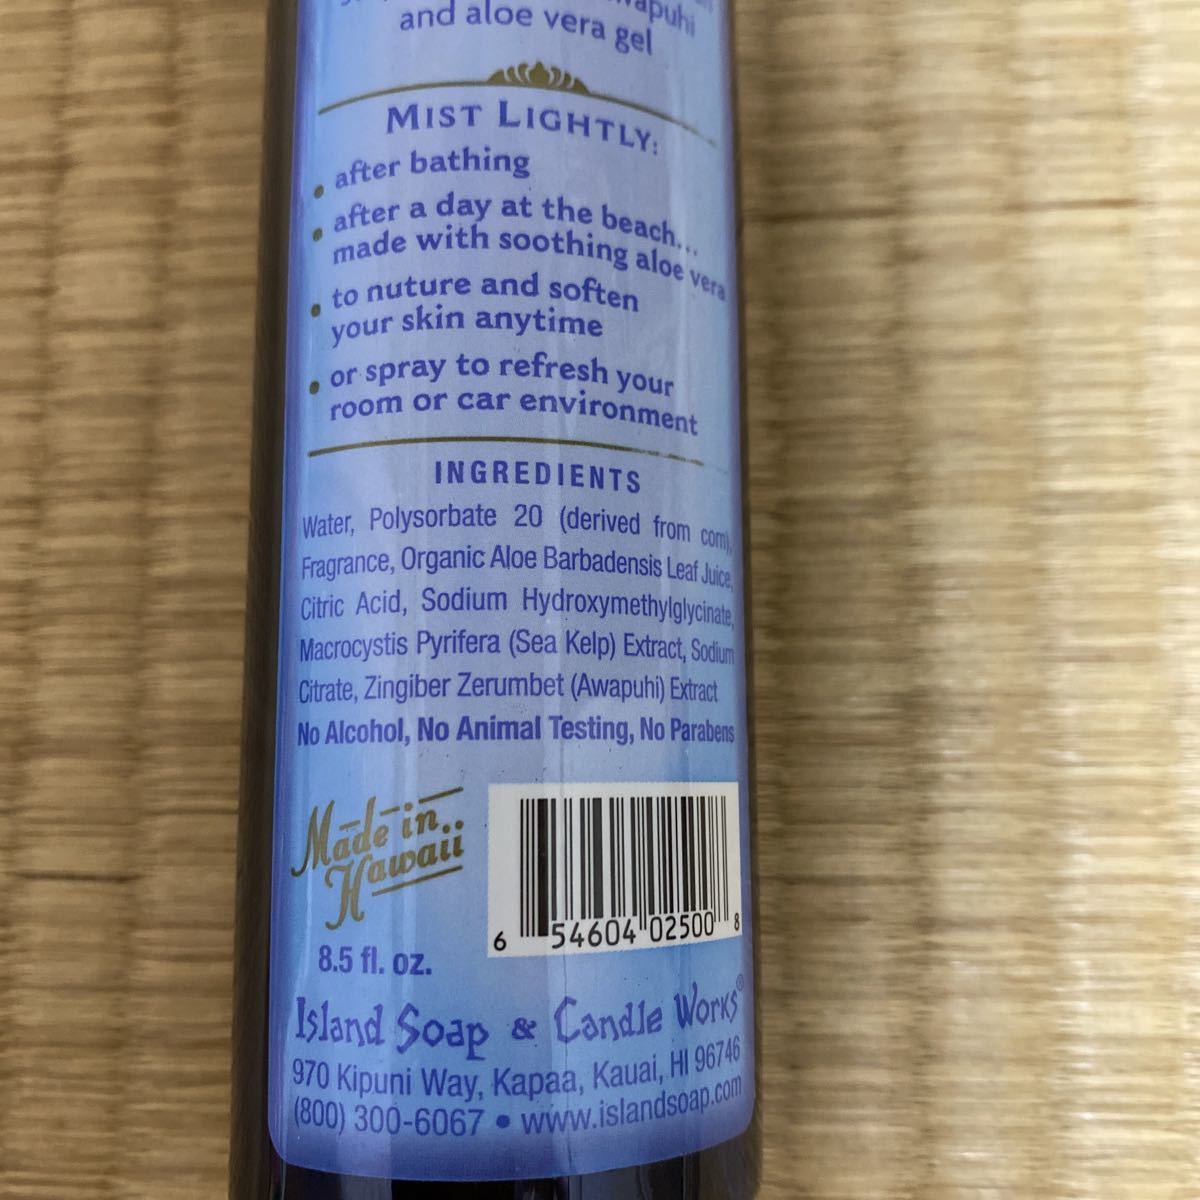 and aloe vera gel
MIST LIGHTLY:
• after bathing
• after a day at the beach...
made with soothing aloe vera
• to nuture and soften
your skin anytime
• or spray to refresh your
room or car environment
INGREDIENTS
Water, Polysorbate 20 (derived from corn),
Fragrance, Organic Aloe Barbadensis Leaf Juice,
Citric Acid, Sodium Hydroxymethylglycinate,
Macrocystis Pyrifera (Sea Kelp) Extract, Sodium
Citrate, Zingiber Zerumbet (Awapuhi) Extract
No Alcohol, No Animal Testing, No Parabens
Made in
Hawaii
6 54604 02500 8
8.5 fl. oz.
Island Soap & Candle Works®
970 Kipuni Way, Kapaa, Kauai, HI 96746
(800) 300-6067 • www.islandsoap.com